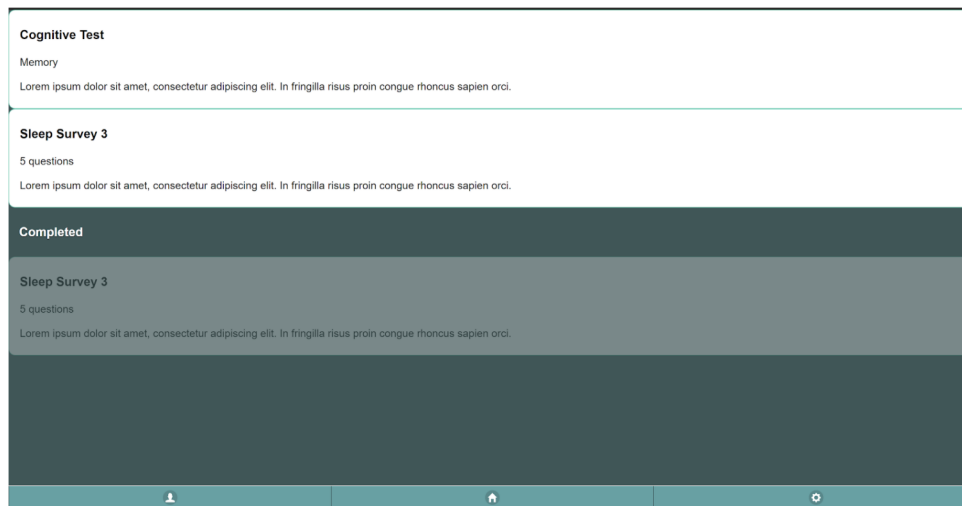 Cognitive Test
Memory
Lorem ipsum dolor sit amet, consectetur adipiscing elit. In fringilla risus proin congue rhoncus sapien orci.
Sleep Survey 3
5 questions
Lorem ipsum dolor sit amet, consectetur adipiscing elit. In fringilla risus proin congue rhoncus sapien orci.
Completed
Sleep Survey 3
5 questions
Lorem ipsum dolor sit amet, consectetur adipiscing elit. In fringilla risus proin congue rhoncus sapien orci.